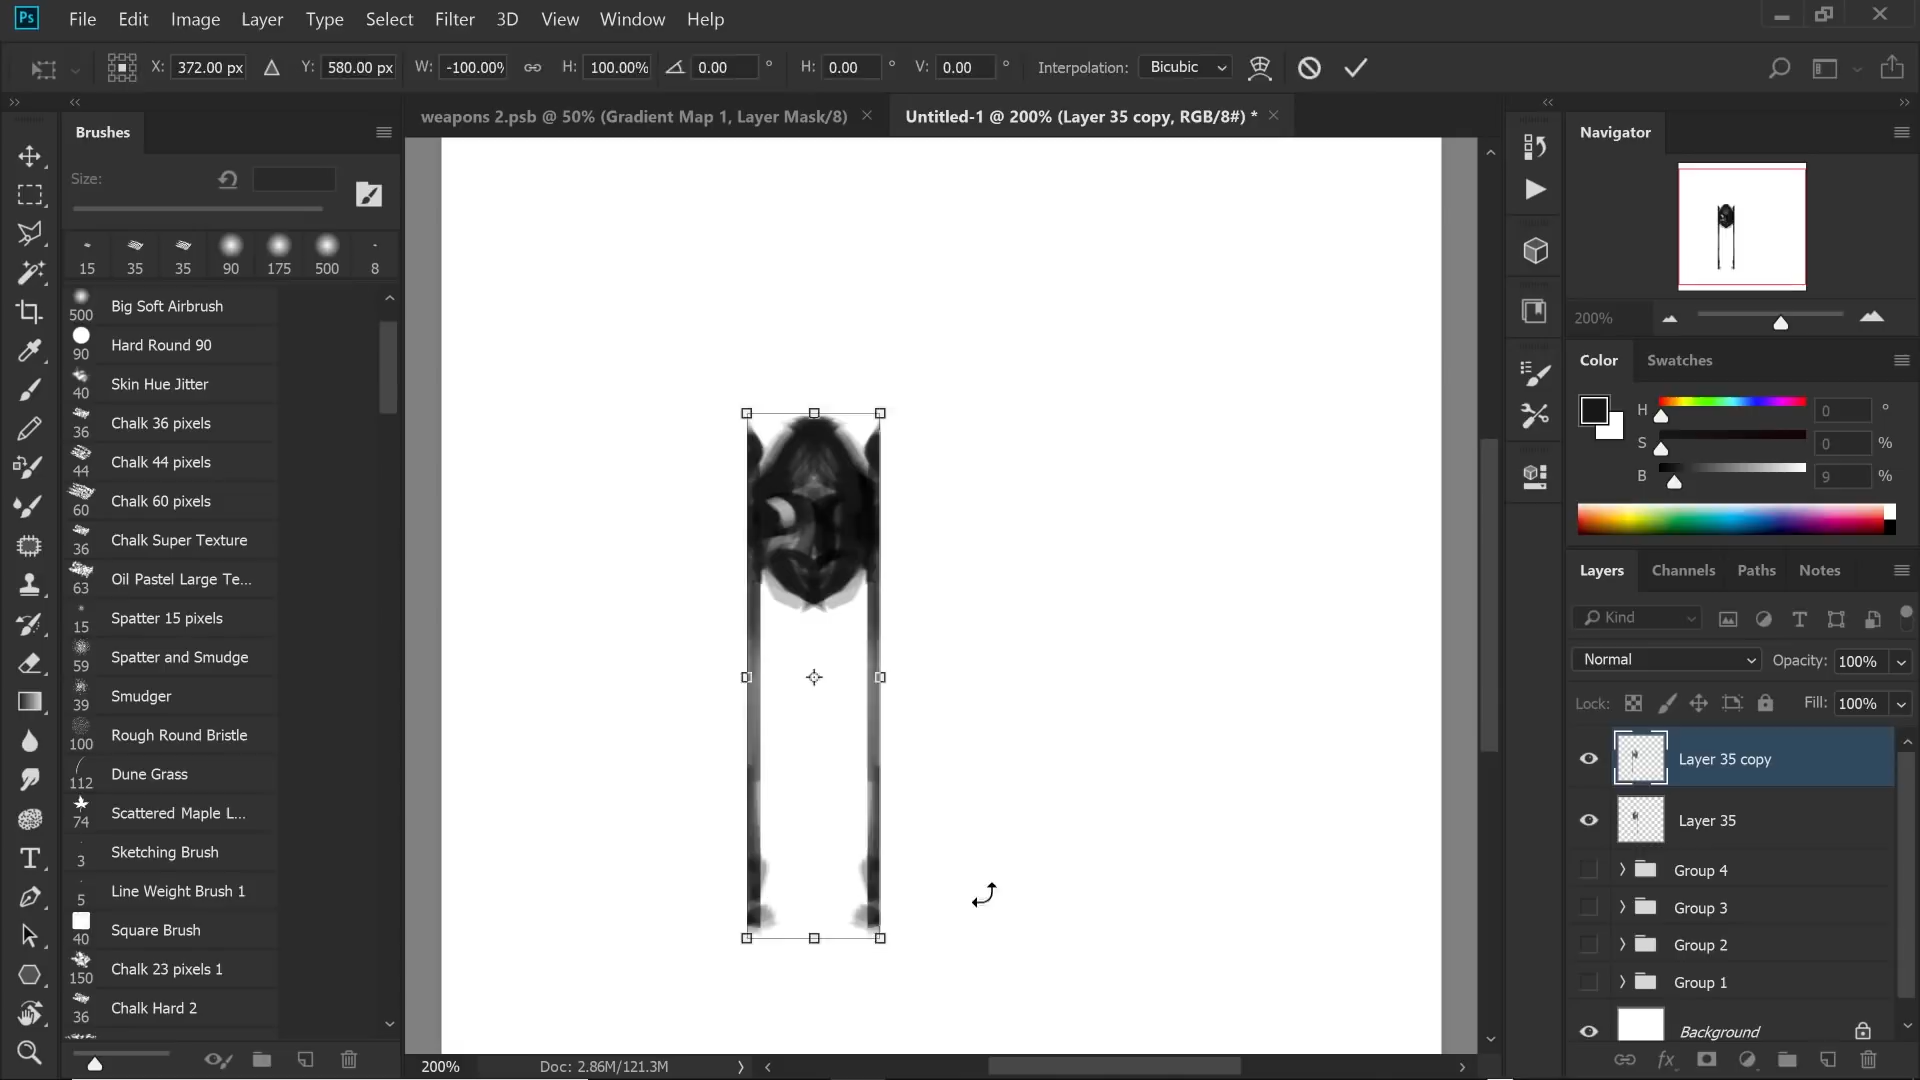 Ps File Edit Image Layer Type Select Filter 3D View Window Help
X: 372.00 px Y: 580.00 px W: -100.00% H: 100.00% 0.00 ° H: 0.00 ° V: 0.00 ° Interpolation: Bicubic
weapons 2.psb @ 50% (Gradient Map 1, Layer Mask/8) × Untitled-1 @ 200% (Layer 35 copy, RGB/8#) * ×
Brushes
Size:
15 35 35 90 175 500 8
500 Big Soft Airbrush
90 Hard Round 90
40 Skin Hue Jitter
36 Chalk 36 pixels
44 Chalk 44 pixels
60 Chalk 60 pixels
36 Chalk Super Texture
63 Oil Pastel Large Te...
15 Spatter 15 pixels
59 Spatter and Smudge
39 Smudger
100 Rough Round Bristle
112 Dune Grass
74 Scattered Maple L...
3 Sketching Brush
5 Line Weight Brush 1
40 Square Brush
150 Chalk 23 pixels 1
36 Chalk Hard 2
200% Doc: 2.86M/121.3M
Navigator
200%
Color Swatches
H 0 °
S 0 %
B 9 %
Layers Channels Paths Notes
Kind
Normal Opacity: 100%
Lock: Fill: 100%
Layer 35 copy
Layer 35
Group 4
Group 3
Group 2
Group 1
Background
fx